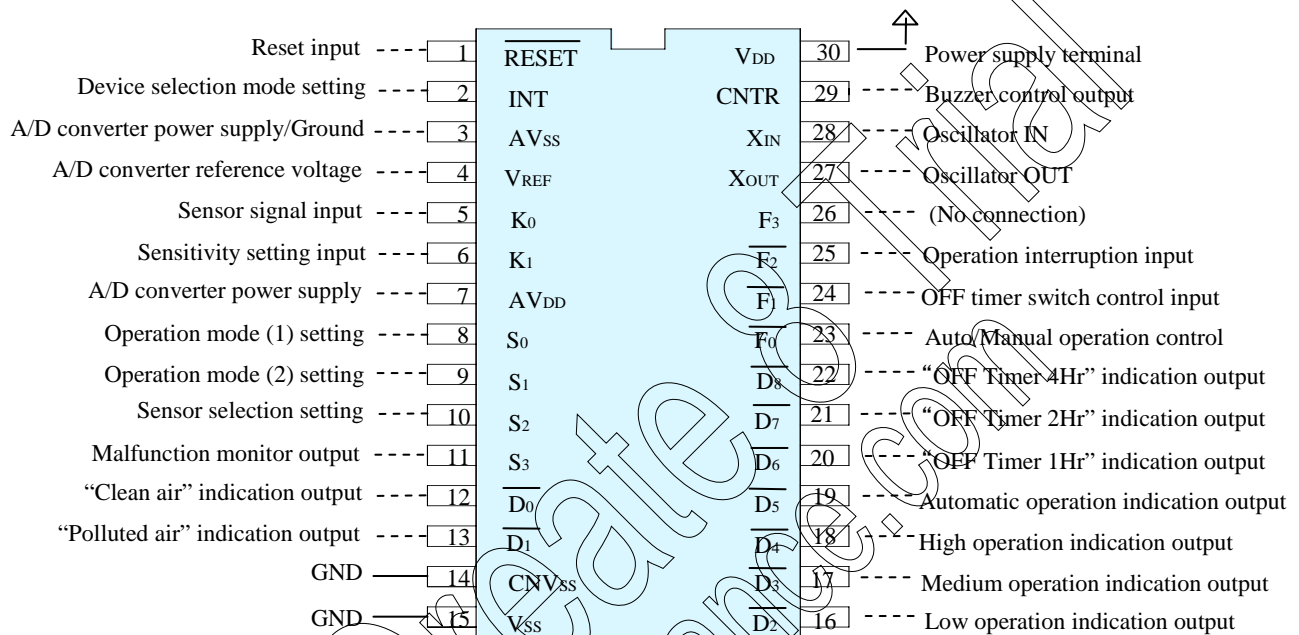 Reset input 1 RESET VDD 30 Power supply terminal
Device selection mode setting 2 INT CNTR 29 Buzzer control output
A/D converter power supply/Ground 3 AVSS XIN 28 Oscillator IN
A/D converter reference voltage 4 VREF XOUT 27 Oscillator OUT
Sensor signal input 5 K0 F3 26 (No connection)
Sensitivity setting input 6 K1 F2 25 Operation interruption input
A/D converter power supply 7 AVDD F1 24 OFF timer switch control input
Operation mode (1) setting 8 S0 F0 23 Auto/Manual operation control
Operation mode (2) setting 9 S1 D8 22 “OFF Timer 4Hr” indication output
Sensor selection setting 10 S2 D7 21 “OFF Timer 2Hr” indication output
Malfunction monitor output 11 S3 D6 20 “OFF Timer 1Hr” indication output
“Clean air” indication output 12 D0 D5 19 Automatic operation indication output
“Polluted air” indication output 13 D1 D4 18 High operation indication output
GND 14 CNVSS D3 17 Medium operation indication output
GND 15 VSS D2 16 Low operation indication output